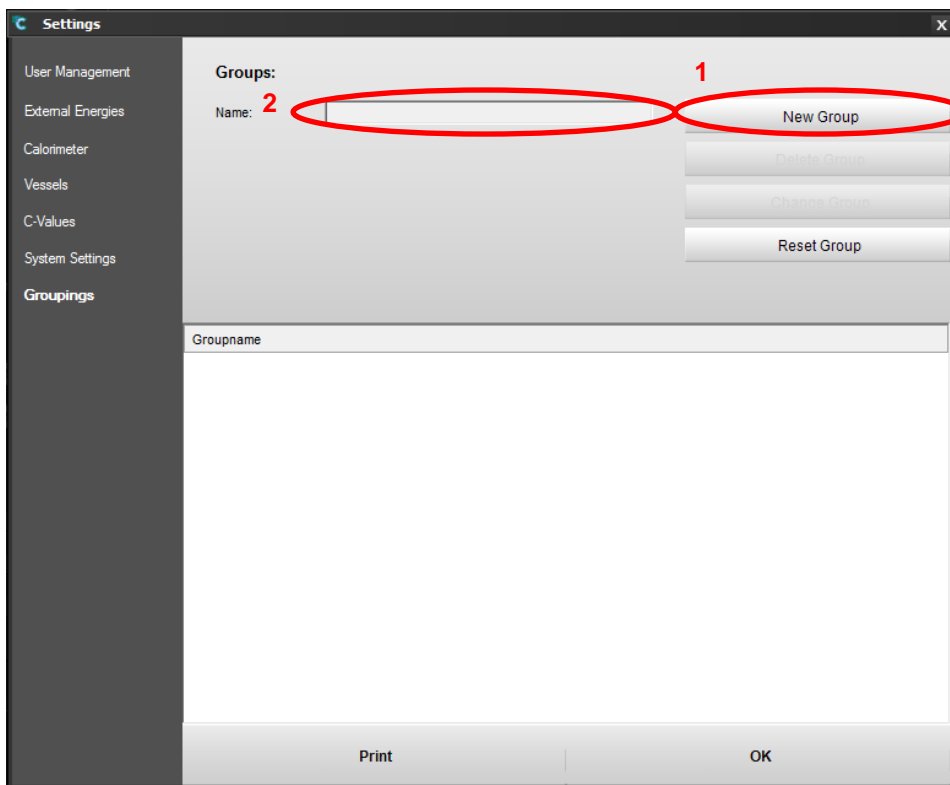 Settings
X
User Management
External Energies
Calorimeter
Vessels
C-Values
System Settings
Groupings
Groups:
1
Name:
2
New Group
Delete Group
Change Group
Reset Group
Groupname
Print
OK